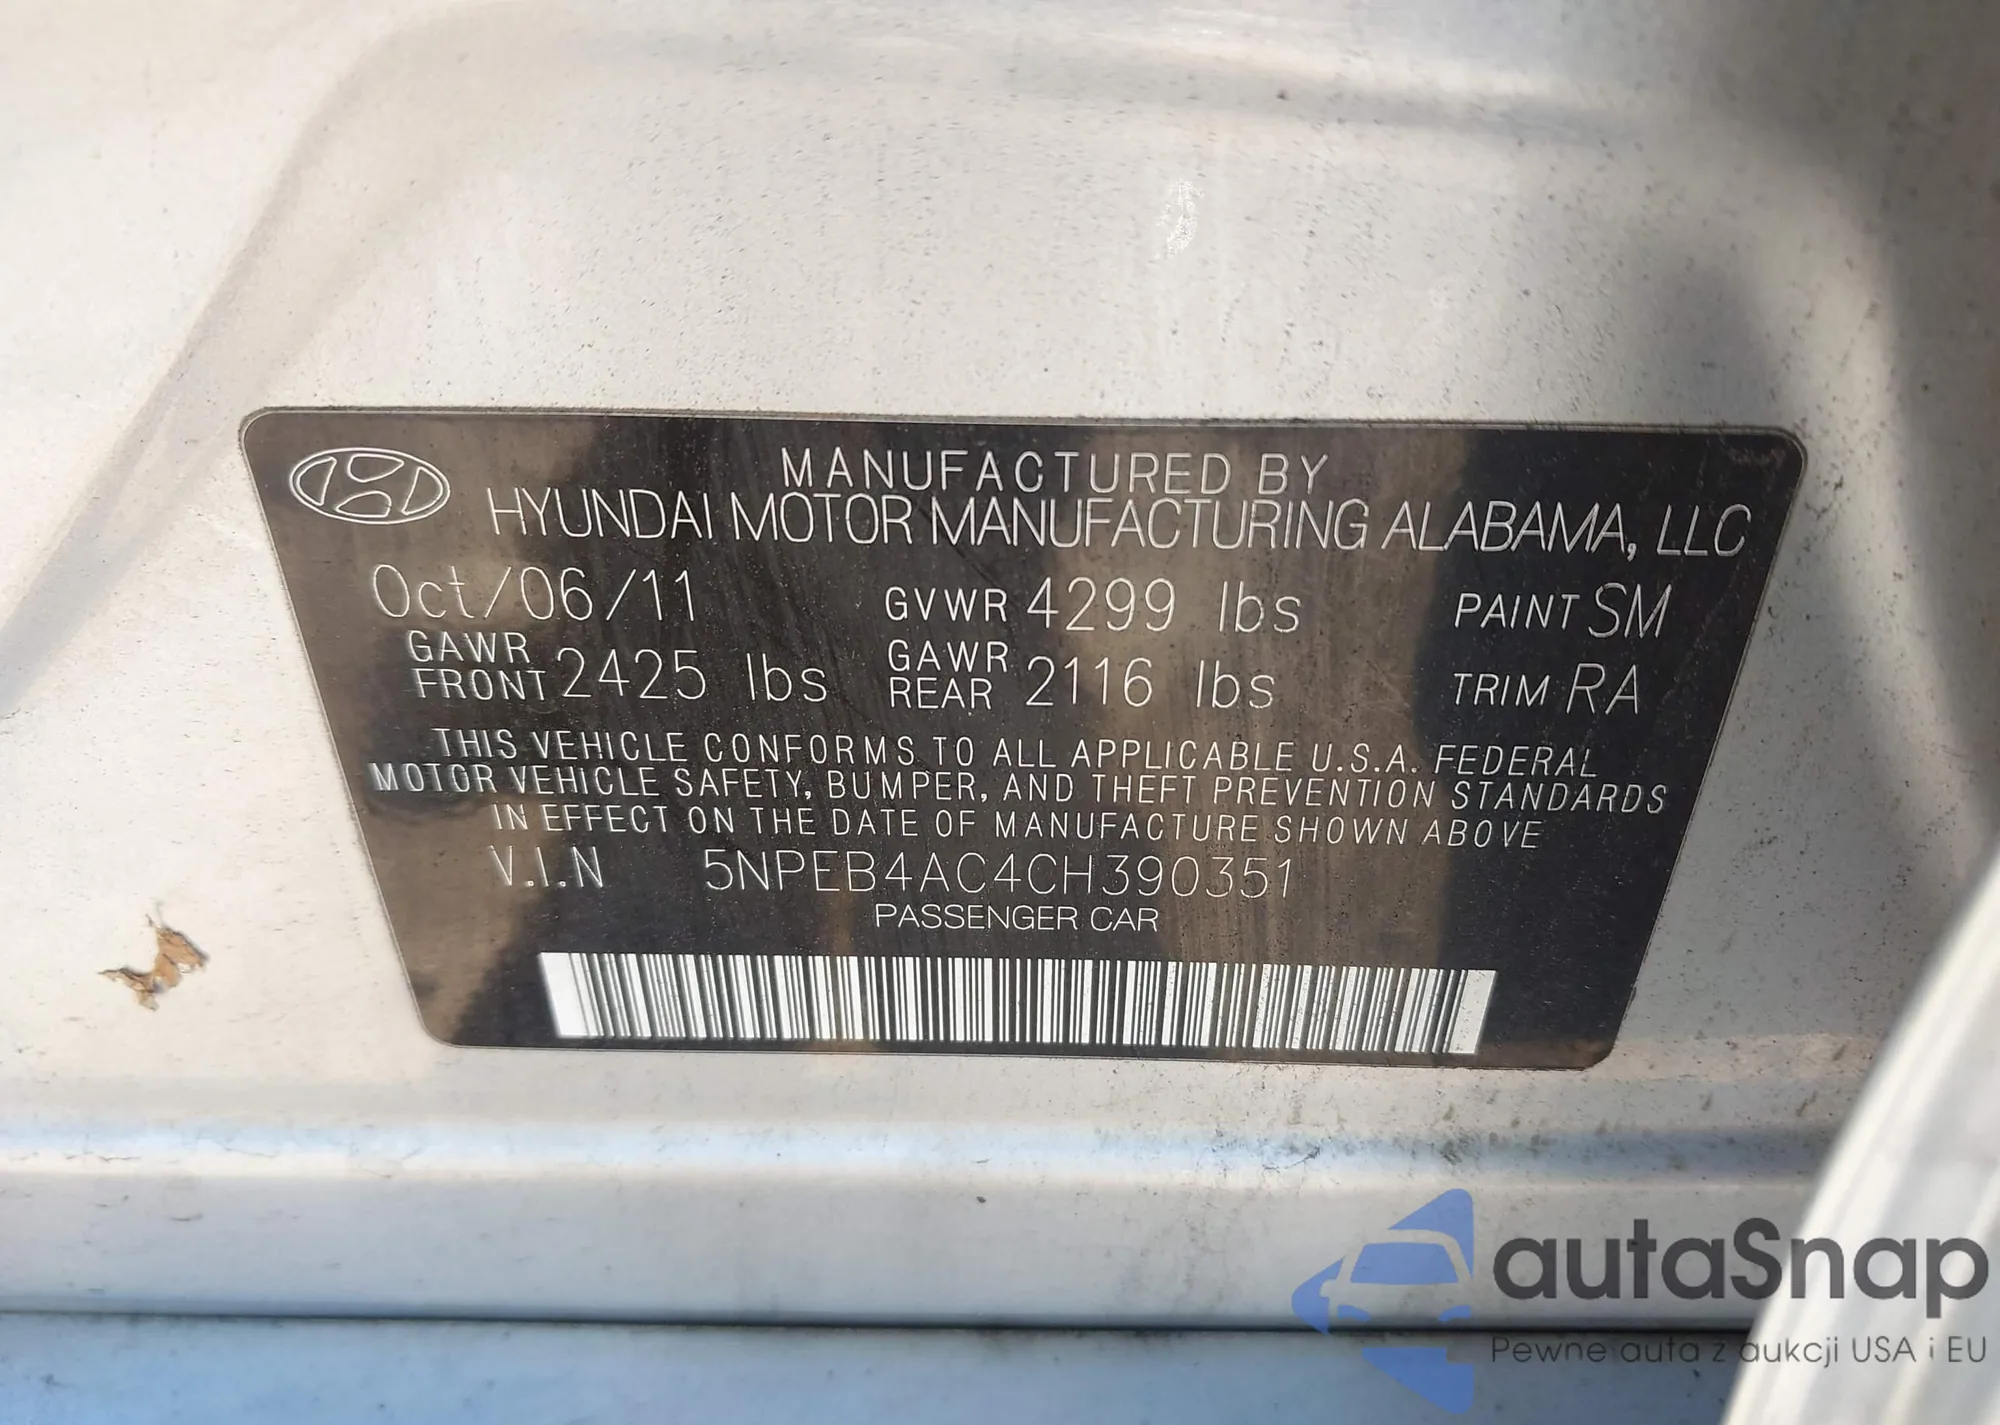 MANUFACTURED BY
HYUNDAI MOTOR MANUFACTURING ALABAMA, LLC
Oct/06/11 GVWR 4299 lbs PAINT SM
GAWR FRONT 2425 lbs GAWR REAR 2116 lbs TRIM RA
THIS VEHICLE CONFORMS TO ALL APPLICABLE U.S.A. FEDERAL
MOTOR VEHICLE SAFETY, BUMPER, AND THEFT PREVENTION STANDARDS
IN EFFECT ON THE DATE OF MANUFACTURE SHOWN ABOVE
V.I.N 5NPEB4AC4CH390351
PASSENGER CAR
autaSnap
Pewne auta z aukcji USA i EU